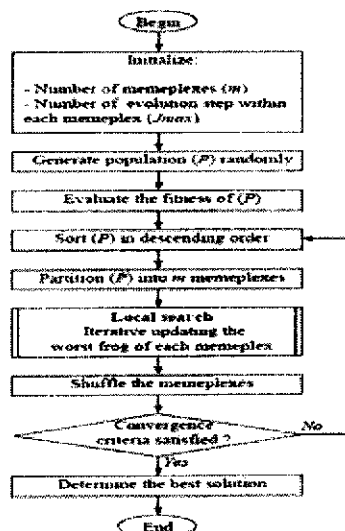 Begin
Initialize:
- Number of memeplexes (m)
- Number of evolution step within
each memeplex (Jmax)
Generate population (P) randomly
Evaluate the fitness of (P)
Sort (P) in descending order
Partition (P) into m memeplexes
Local search
Iterative updating the
worst frog of each memeplex
Shuffle the memeplexes
Convergence
criteria satisfied ?
No
Yes
Determine the best solution
End